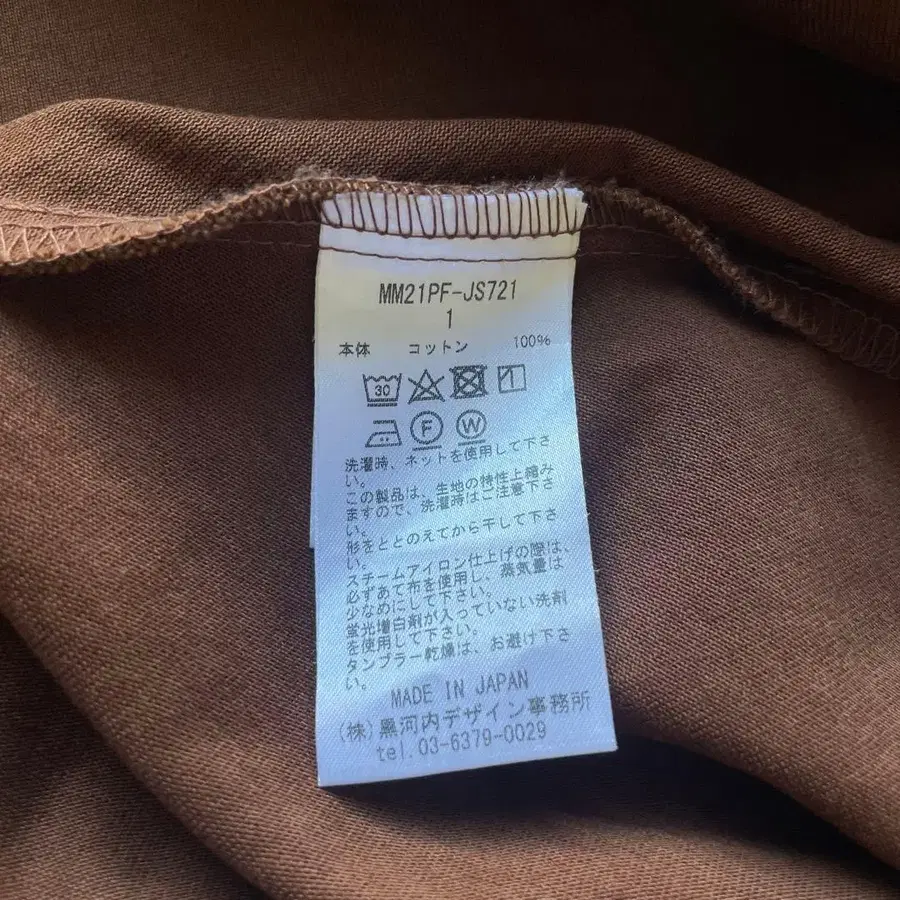 MM21PF-JS721
1
本体 コットン 100%
30
F W
洗濯時、ネットを使用して下さ
い。
この製品は、生地の特性上縮み
ますので、洗濯時はご注意下さ
い。
形をととのえてから干して下さ
い。
スチームアイロン仕上げの際は、
必ずあて布を使用し、蒸気量は
少なめにして下さい。
蛍光増白剤が入っていない洗剤
を使用して下さい。
タンブラー乾燥は、お避け下さ
い。
MADE IN JAPAN
(株)黒河内デザイン事務所
tel.03-6379-0029